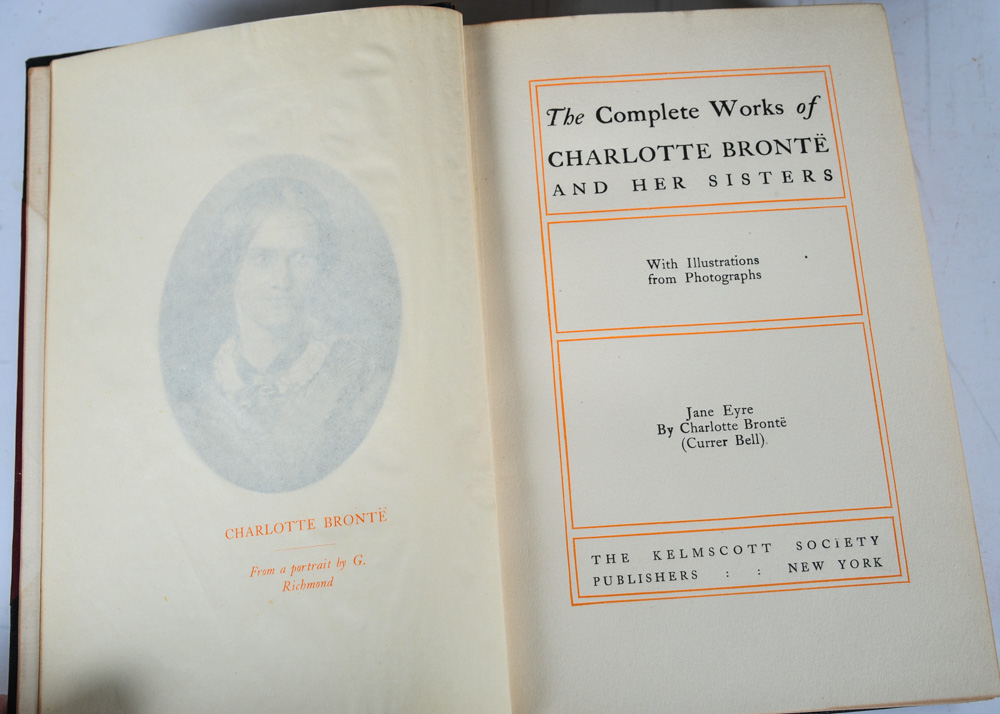 CHARLOTTE BRONTË
From a portrait by G.
Richmond
The Complete Works of
CHARLOTTE BRONTË
AND HER SISTERS
With Illustrations
from Photographs
Jane Eyre
By Charlotte Brontë
(Currer Bell)
THE KELMSCOTT SOCIETY
PUBLISHERS : : NEW YORK